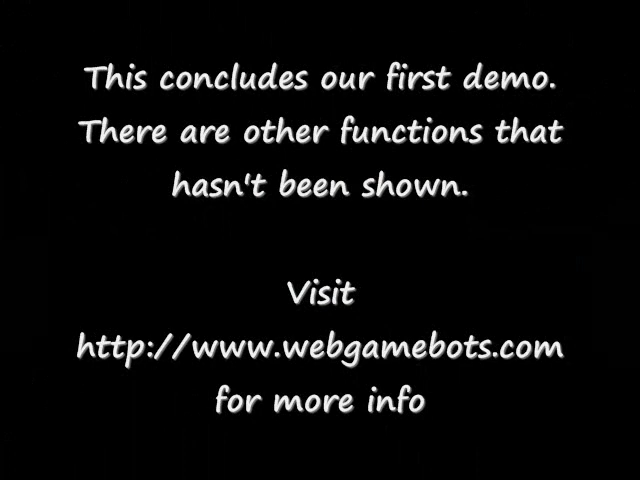 This concludes our first demo.
There are other functions that
hasn't been shown.
Visit
http://www.webgamebots.com
for more info